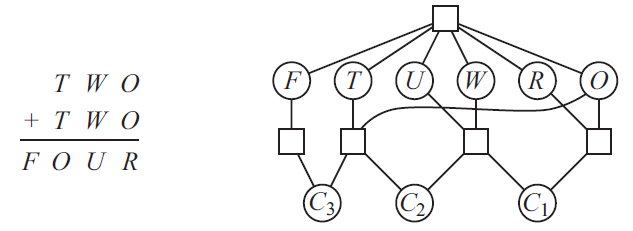 T W O
+ T W O
F O U R
F T U W R O
C3 C2 C1